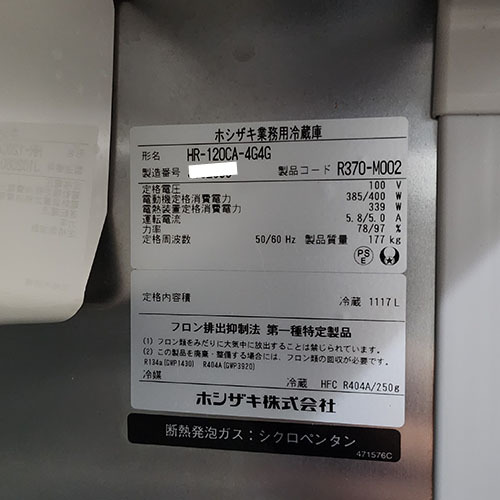 ホシザキ業務用冷蔵庫
形名 HR-120CA-4G4G
製造番号 製品コード R370-M002
定格電圧 100 V
電動機定格消費電力 385/400 W
電熱装置定格消費電力 339 W
運転電流 5.8/5.0 A
力率 78/97 %
定格周波数 50/60 Hz 製品質量 177 kg
PS
E
定格内容積 冷蔵 1117 L
フロン排出抑制法 第一種特定製品
(1) フロン類をみだりに大気中に放出することは禁じられています。
(2) この製品を廃棄・整備する場合には、フロン類の回収が必要です。
R134a(GWP1430) R404A(GWP3920)
冷媒 冷蔵 HFC R404A/250g
ホシザキ株式会社
断熱発泡ガス:シクロペンタン
471576C